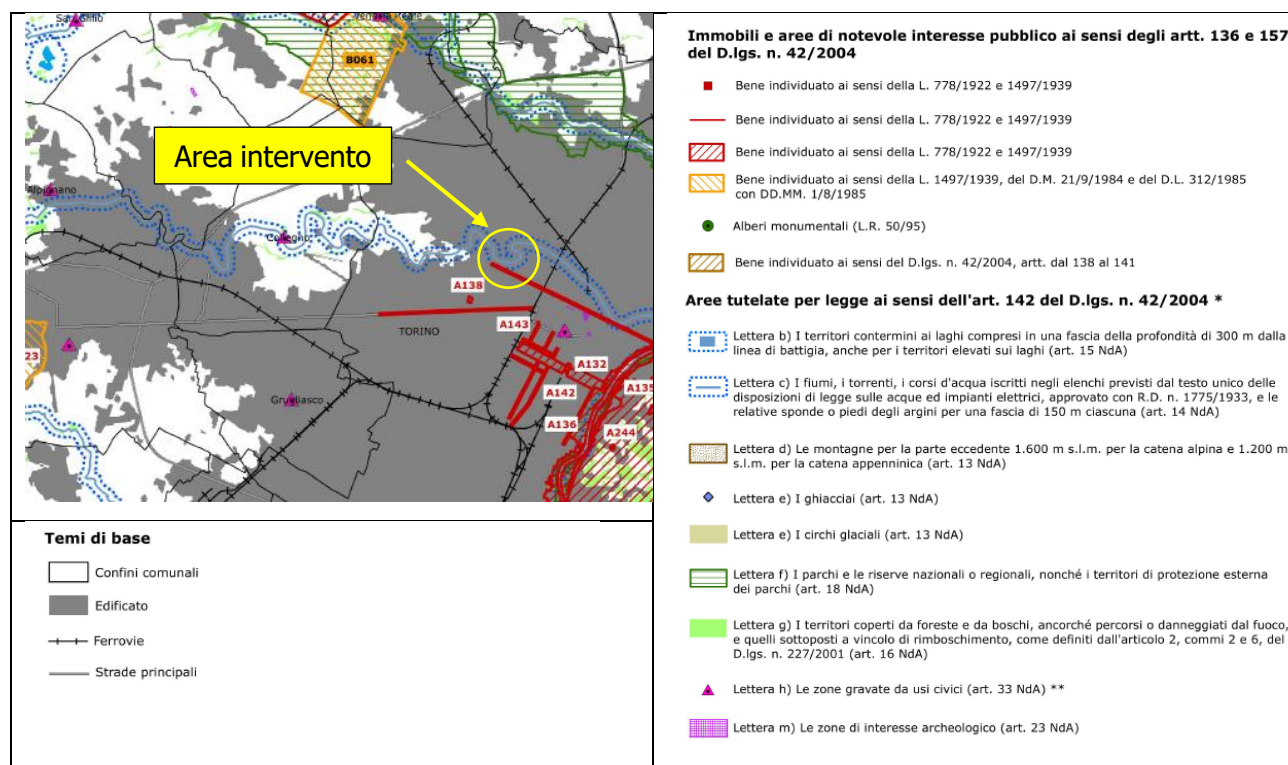 San Gillio
Venaria Reale
B061
Area intervento
Alpignano
Collegno
A138
A143
TORINO
23
A132
A135
A142
Grugliasco
A136
A244
Temi di base
Confini comunali
Edificato
Ferrovie
Strade principali
Immobili e aree di notevole interesse pubblico ai sensi degli artt. 136 e 157
del D.lgs. n. 42/2004
Bene individuato ai sensi della L. 778/1922 e 1497/1939
Bene individuato ai sensi della L. 778/1922 e 1497/1939
Bene individuato ai sensi della L. 778/1922 e 1497/1939
Bene individuato ai sensi della L. 1497/1939, del D.M. 21/9/1984 e del D.L. 312/1985
con DD.MM. 1/8/1985
Alberi monumentali (L.R. 50/95)
Bene individuato ai sensi del D.lgs. n. 42/2004, artt. dal 138 al 141
Aree tutelate per legge ai sensi dell'art. 142 del D.lgs. n. 42/2004 *
Lettera b) I territori contermini ai laghi compresi in una fascia della profondità di 300 m dalla
linea di battigia, anche per i territori elevati sui laghi (art. 15 NdA)
Lettera c) I fiumi, i torrenti, i corsi d'acqua iscritti negli elenchi previsti dal testo unico delle
disposizioni di legge sulle acque ed impianti elettrici, approvato con R.D. n. 1775/1933, e le
relative sponde o piedi degli argini per una fascia di 150 m ciascuna (art. 14 NdA)
Lettera d) Le montagne per la parte eccedente 1.600 m s.l.m. per la catena alpina e 1.200 m
s.l.m. per la catena appenninica (art. 13 NdA)
Lettera e) I ghiacciai (art. 13 NdA)
Lettera e) I circhi glaciali (art. 13 NdA)
Lettera f) I parchi e le riserve nazionali o regionali, nonché i territori di protezione esterna
dei parchi (art. 18 NdA)
Lettera g) I territori coperti da foreste e da boschi, ancorché percorsi o danneggiati dal fuoco,
e quelli sottoposti a vincolo di rimboschimento, come definiti dall'articolo 2, commi 2 e 6, del
D.lgs. n. 227/2001 (art. 16 NdA)
Lettera h) Le zone gravate da usi civici (art. 33 NdA) **
Lettera m) Le zone di interesse archeologico (art. 23 NdA)